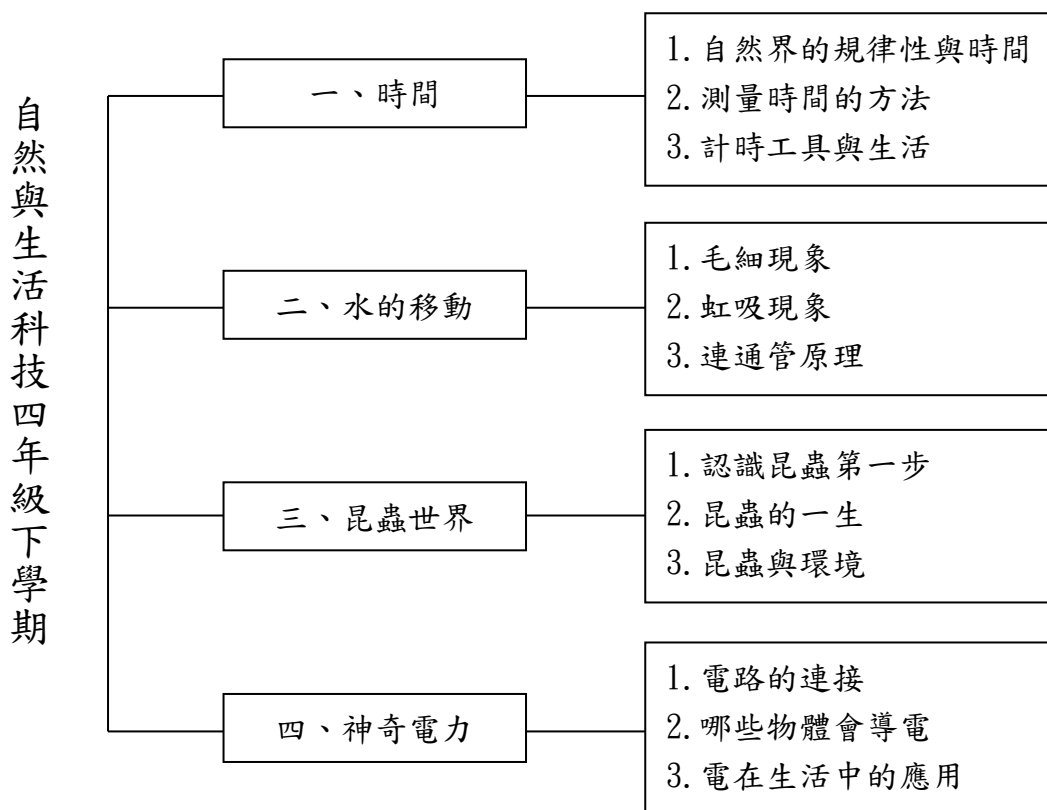 自然與生活科技四年級下學期
一、時間
1.自然界的規律性與時間
2.測量時間的方法
3.計時工具與生活
二、水的移動
1.毛細現象
2.虹吸現象
3.連通管原理
三、昆蟲世界
1.認識昆蟲第一步
2.昆蟲的一生
3.昆蟲與環境
四、神奇電力
1.電路的連接
2.哪些物體會導電
3.電在生活中的應用